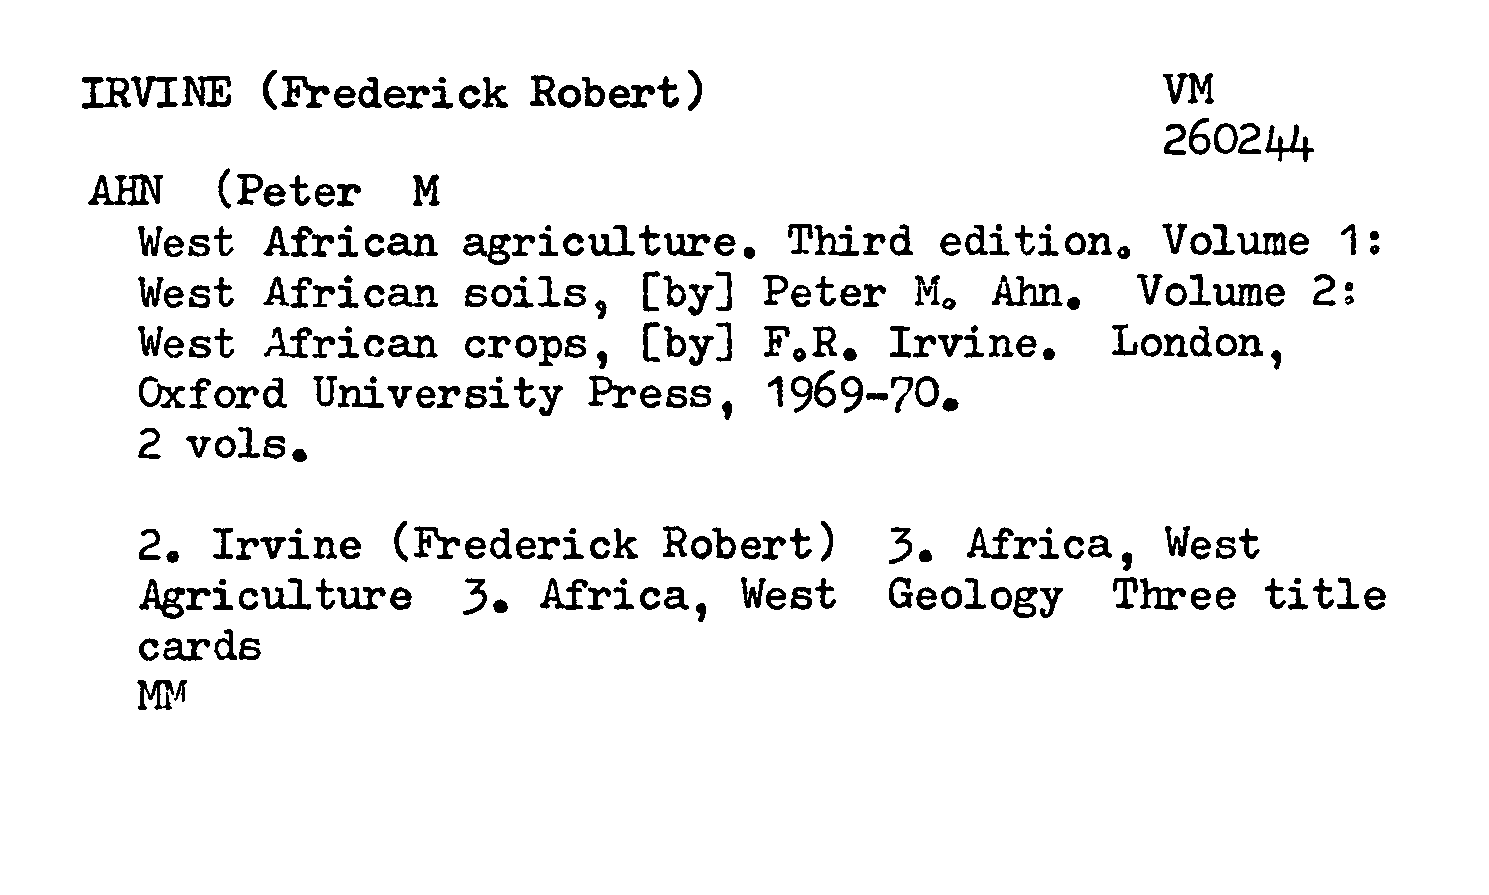 IRVINE (Frederick Robert)
VM
260244
AHN (Peter M
West African agriculture. Third edition. Volume 1:
West African soils, [by] Peter M. Ahn. Volume 2:
West African crops, [by] F.R. Irvine. London,
Oxford University Press, 1969-70.
2 vols.
2. Irvine (Frederick Robert) 3. Africa, West
Agriculture 3. Africa, West Geology Three title
cards
MM